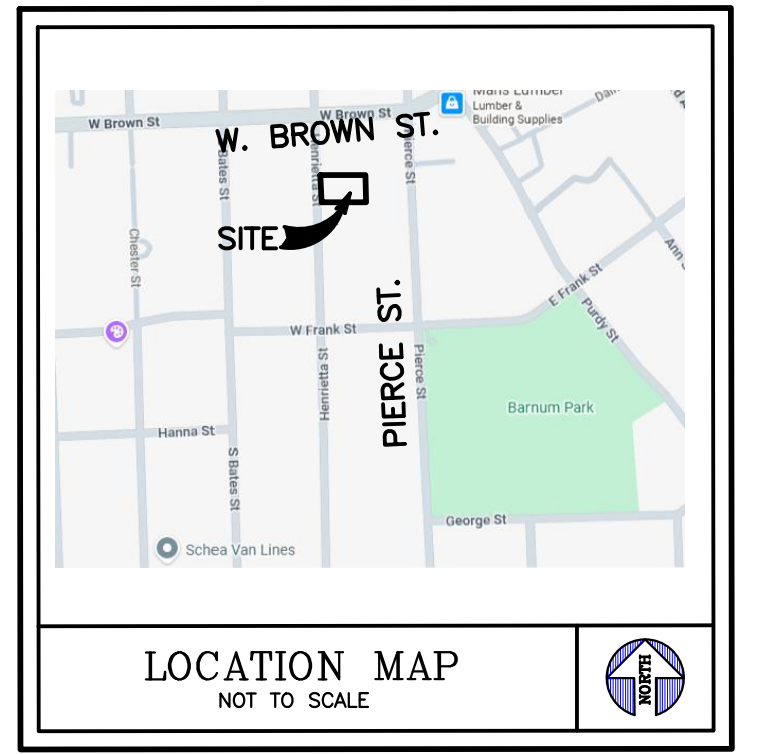 Mans Lumber
Lumber &
Building Supplies
W Brown St
W Brown St
W. BROWN ST.
Bates St
Henrietta St
Pierce St
SITE
Chester St
Ann
E Frank St
Purdy St
W Frank St
PIERCE ST.
Henrietta St
Pierce St
Barnum Park
Hanna St
S Bates St
George St
Schea Van Lines
LOCATION MAP
NOT TO SCALE
NORTH